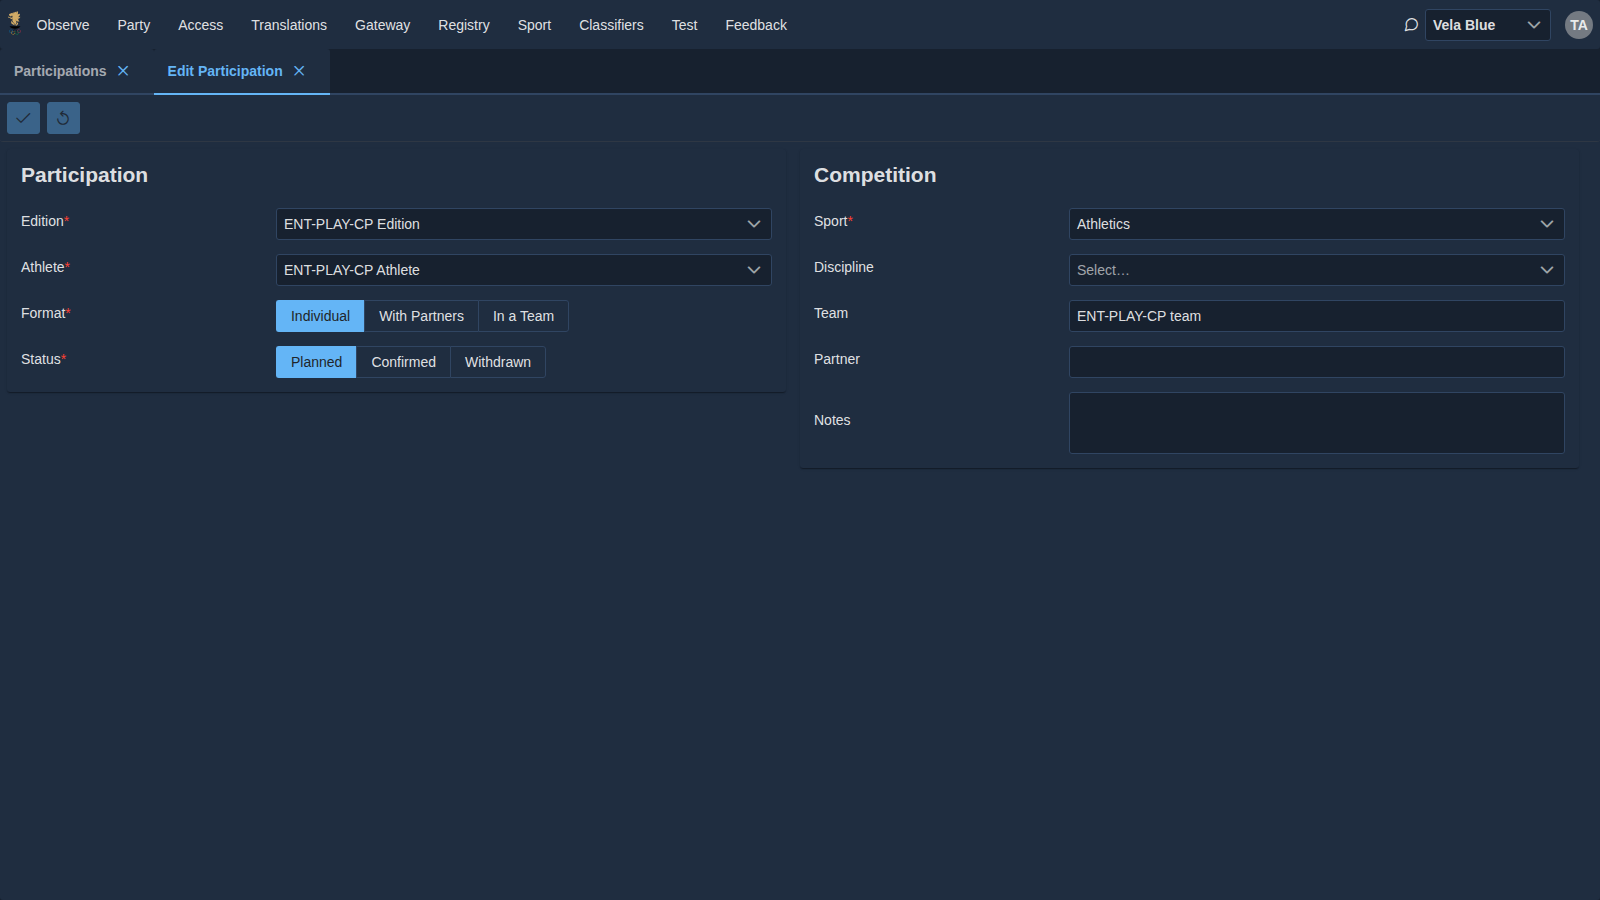 Observe Party Access Translations Gateway Registry Sport Classifiers Test Feedback Vela Blue TA
Participations Edit Participation
Participation
Edition* ENT-PLAY-CP Edition
Athlete* ENT-PLAY-CP Athlete
Format* Individual With Partners In a Team
Status* Planned Confirmed Withdrawn
Competition
Sport* Athletics
Discipline Select...
Team ENT-PLAY-CP team
Partner
Notes